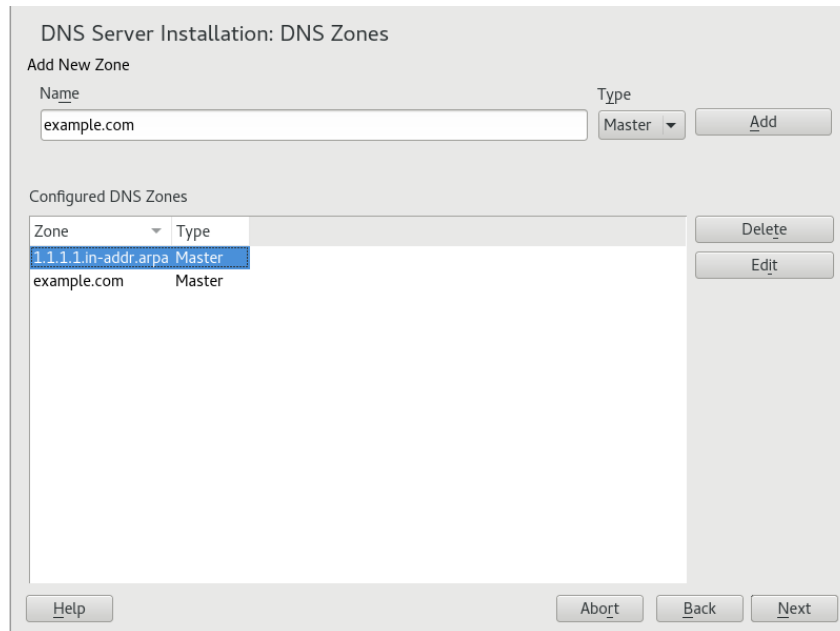 DNS Server Installation: DNS Zones
Add New Zone
Name Type
example.com Master Add
Configured DNS Zones
Zone Type Delete
1.1.1.1.in-addr.arpa Master Edit
example.com Master
Help Abort Back Next